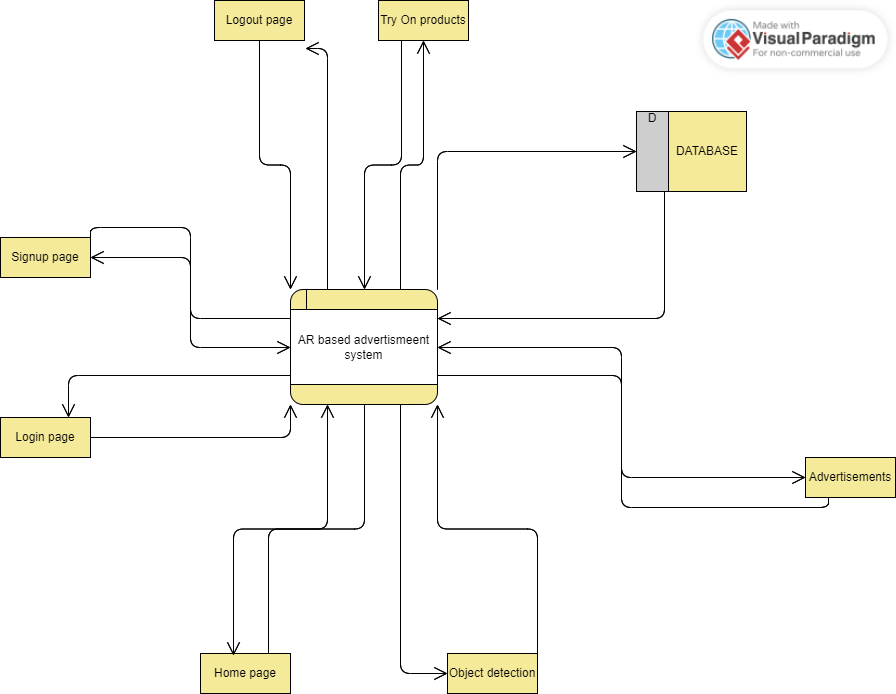 Logout page
Try On products
Made with
Visual Paradigm
For non-commercial use
D
DATABASE
Signup page
AR based advertismeent
system
Login page
Advertisements
Home page
Object detection